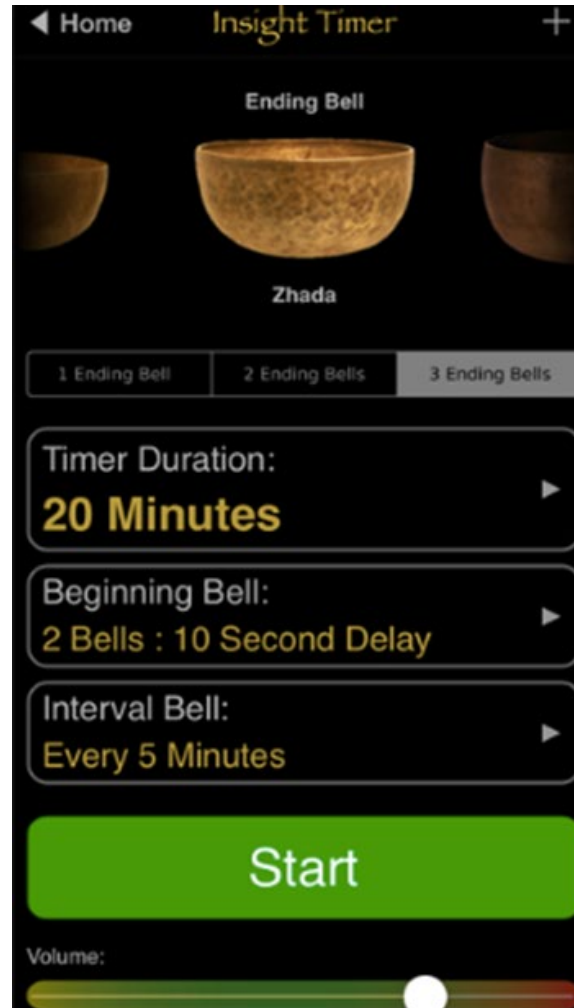 Home Insight Timer +
Ending Bell
Zhada
1 Ending Bell 2 Ending Bells 3 Ending Bells
Timer Duration:
20 Minutes
Beginning Bell:
2 Bells : 10 Second Delay
Interval Bell:
Every 5 Minutes
Start
Volume: